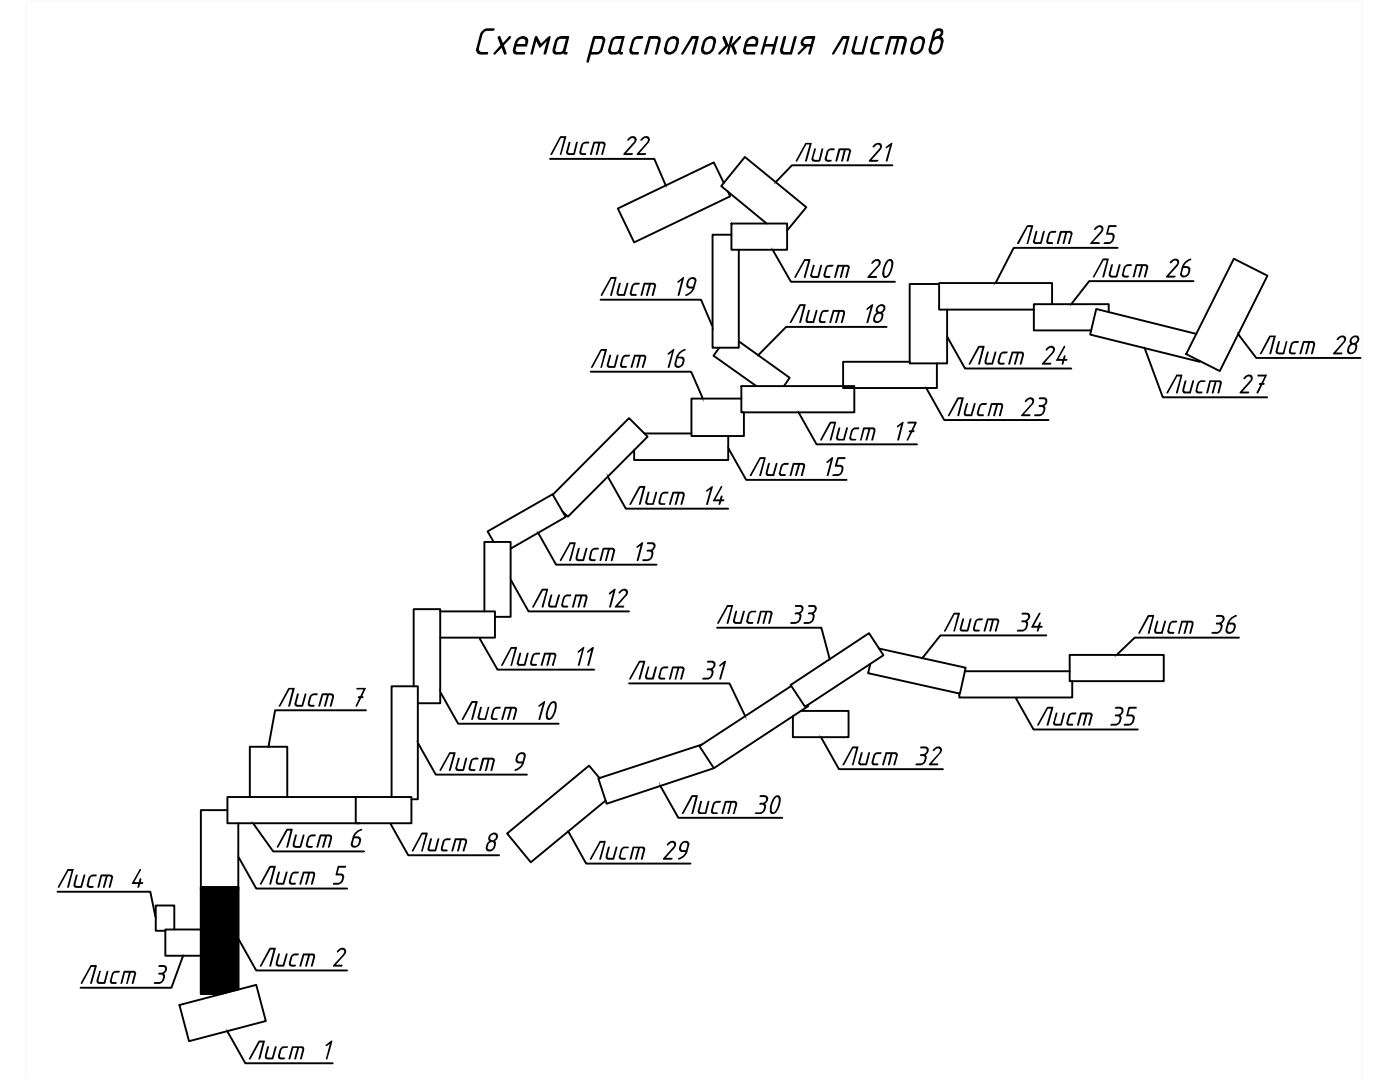 Схема расположения листов
Лист 22
Лист 21
Лист 25
Лист 20
Лист 26
Лист 19
Лист 18
Лист 28
Лист 16
Лист 24
Лист 27
Лист 23
Лист 17
Лист 15
Лист 14
Лист 13
Лист 12
Лист 33
Лист 34
Лист 36
Лист 11
Лист 31
Лист 7
Лист 10
Лист 35
Лист 9
Лист 32
Лист 30
Лист 6
Лист 8
Лист 29
Лист 4
Лист 5
Лист 2
Лист 3
Лист 1